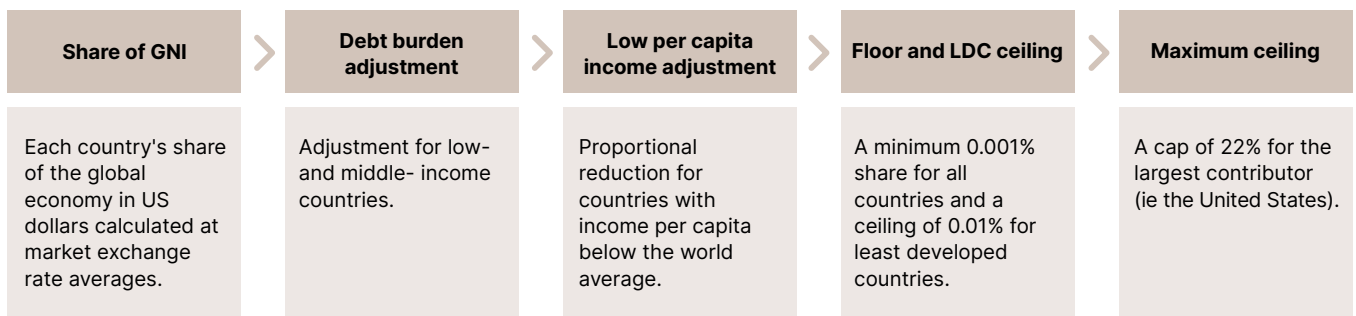 Share of GNI
Debt burden
adjustment
Low per capita
income adjustment
Floor and LDC ceiling
Maximum ceiling
Each country's share
of the global
economy in US
dollars calculated at
market exchange
rate averages.
Adjustment for low-
and middle- income
countries.
Proportional
reduction for
countries with
income per capita
below the world
average.
A minimum 0.001%
share for all
countries and a
ceiling of 0.01% for
least developed
countries.
A cap of 22% for the
largest contributor
(ie the United States).